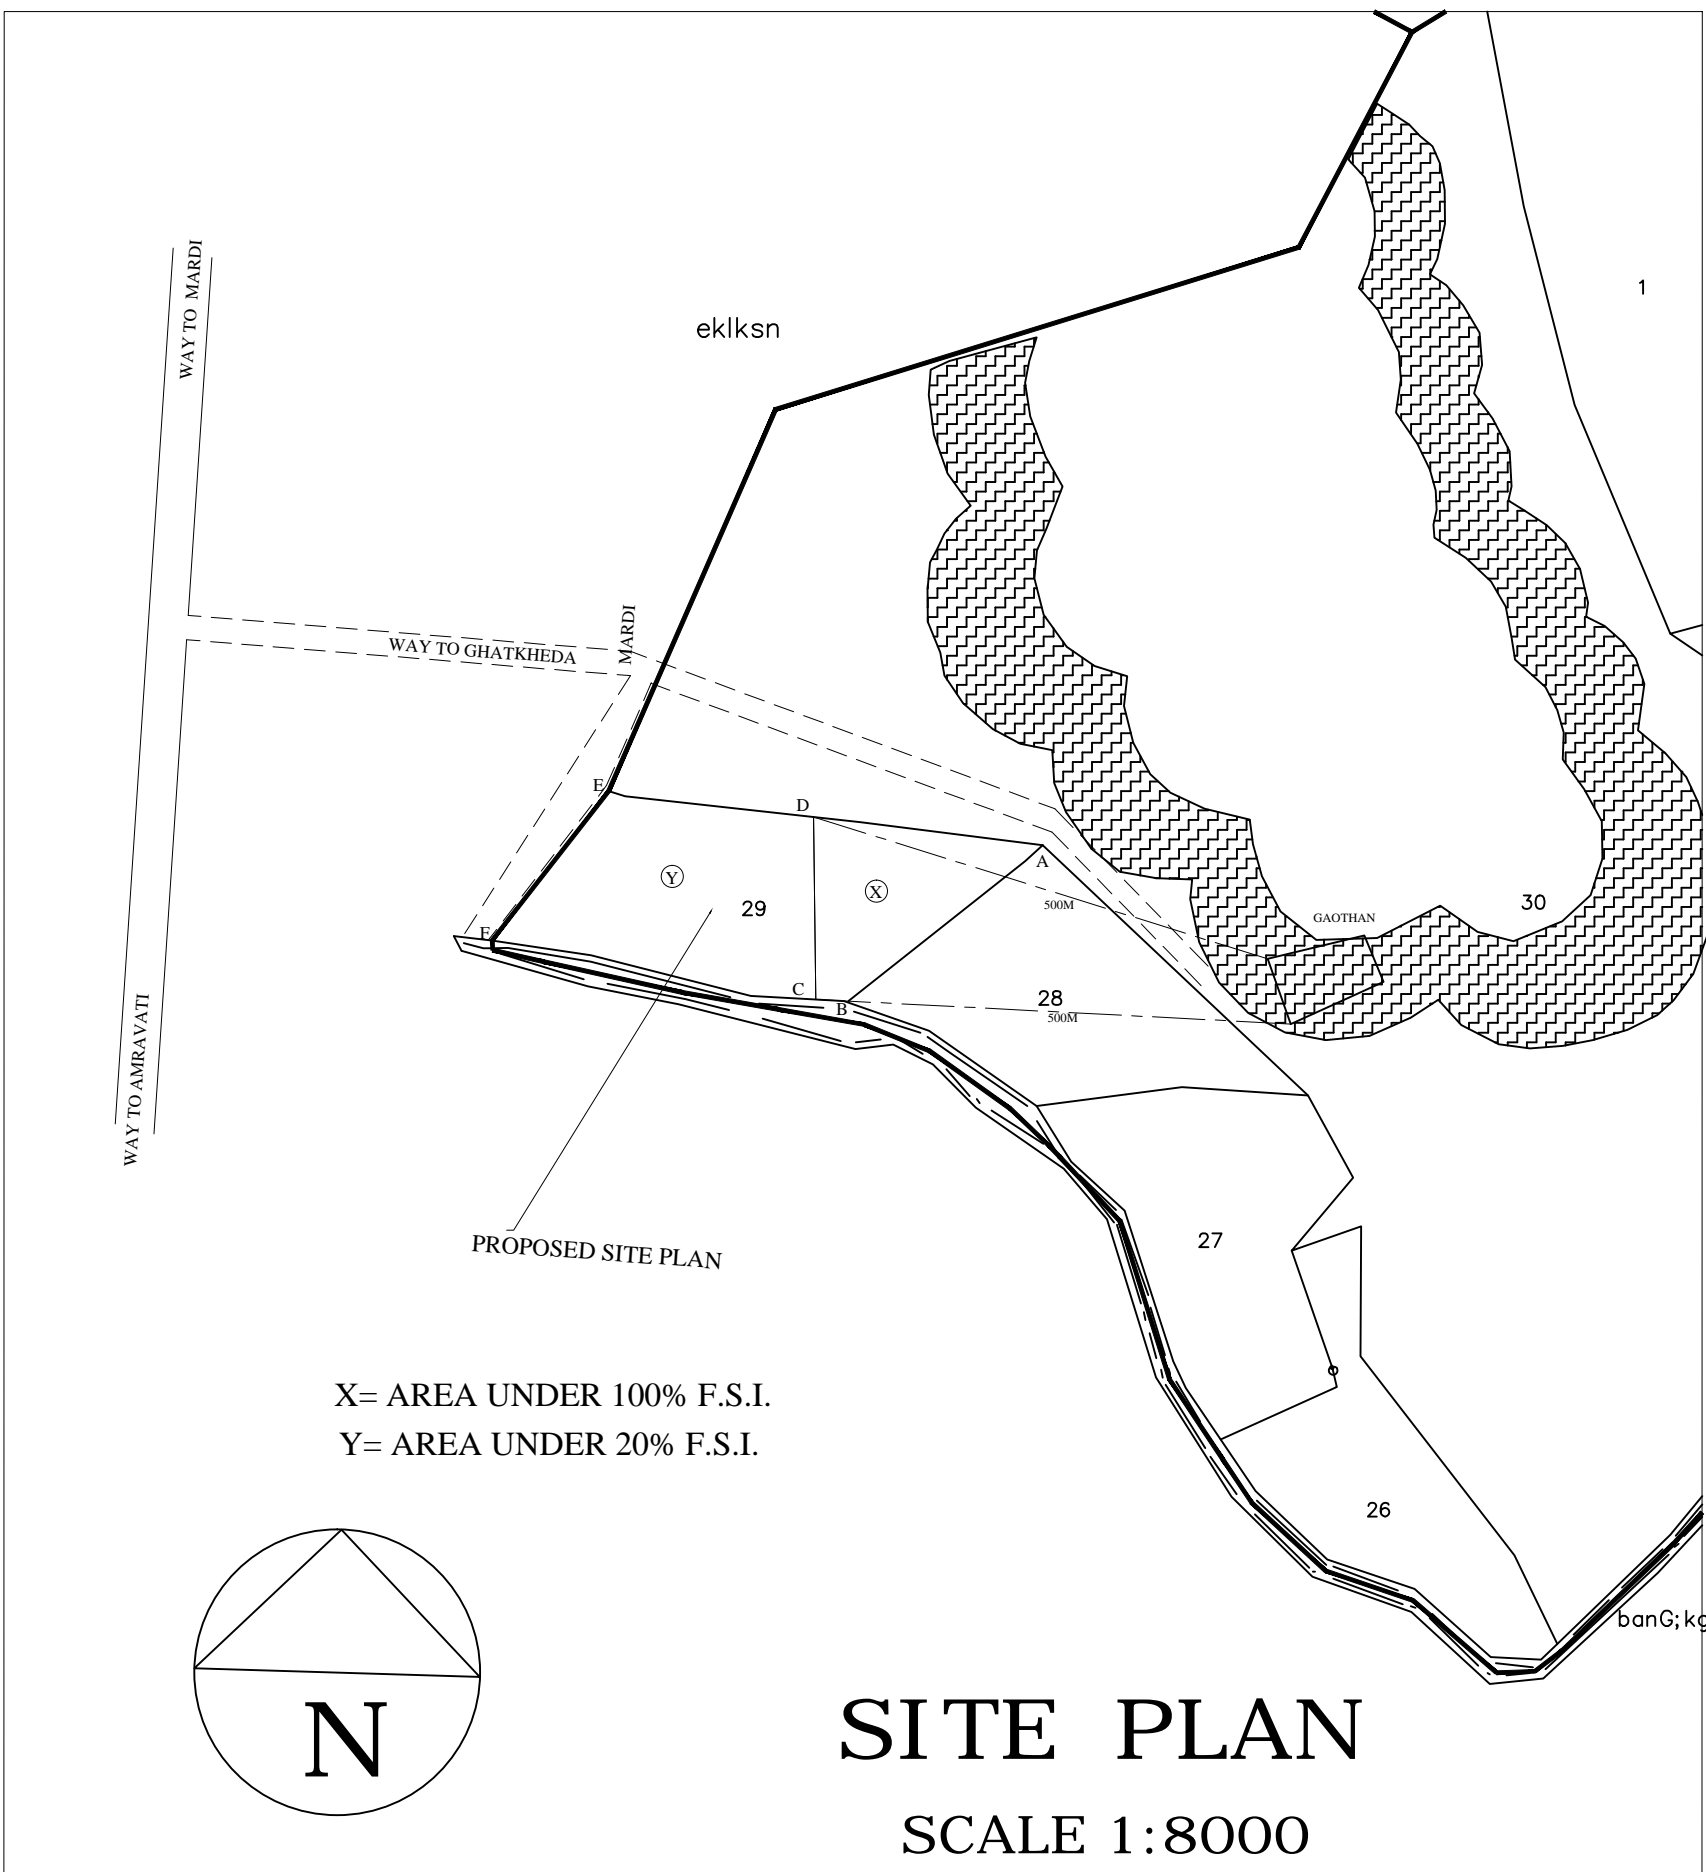 WAY TO MARDI
eklksn
1
WAY TO GHATKHEDA
MARDI
E
D
A
Y
29
X
500M
GAOTHAN
30
F
C
B
28
500M
WAY TO AMRAVATI
27
PROPOSED SITE PLAN
X= AREA UNDER 100% F.S.I.
Y= AREA UNDER 20% F.S.I.
26
banG;kg
N
SITE PLAN
SCALE 1:8000